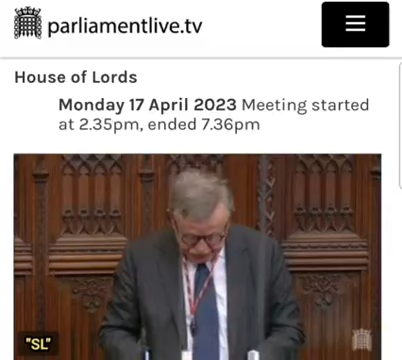 parliamentlive.tv
House of Lords
Monday 17 April 2023 Meeting started
at 2.35pm, ended 7.36pm
"SL"